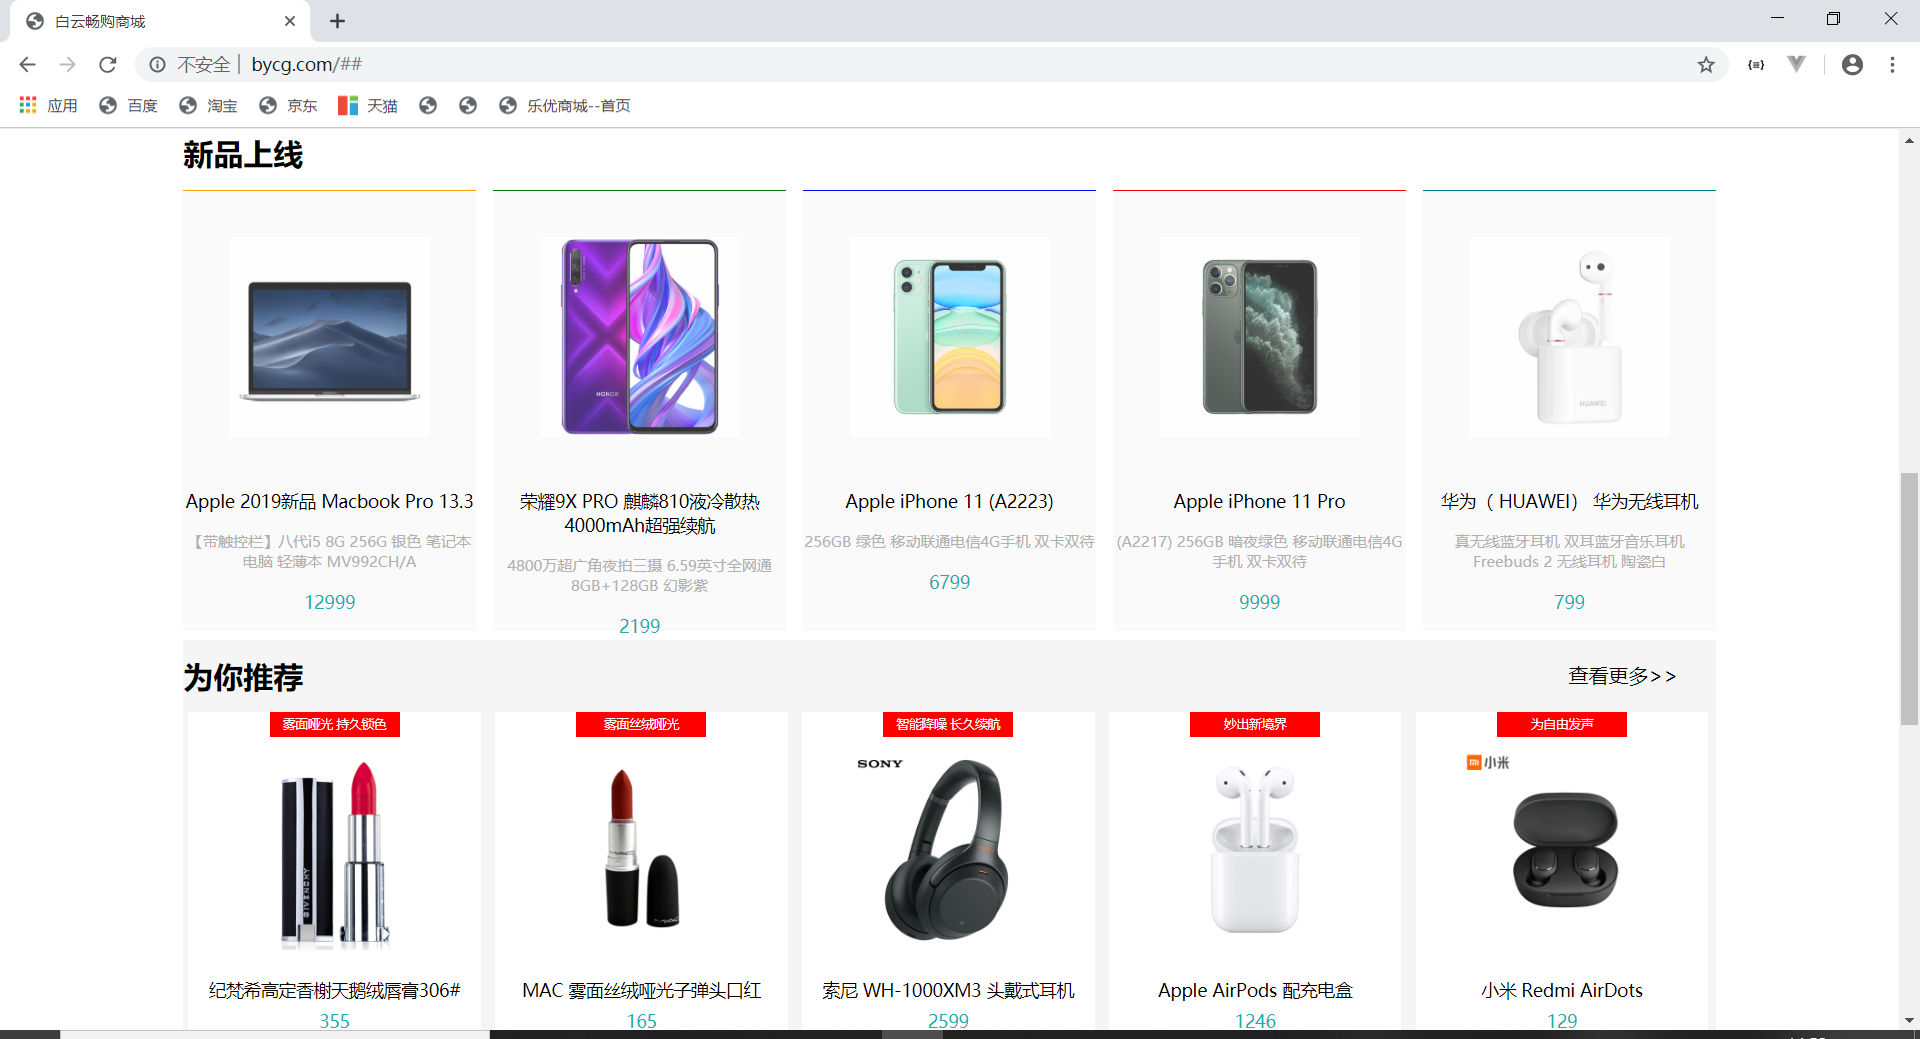 白云畅购商城
不安全 | bycg.com/##
应用 百度 淘宝 京东 天猫 乐优商城--首页
新品上线
HONOR
HUAWEI
Apple 2019新品 Macbook Pro 13.3
【带触控栏】八代i5 8G 256G 银色 笔记本
电脑 轻薄本 MV992CH/A
12999
荣耀9X PRO 麒麟810液冷散热
4000mAh超强续航
4800万超广角夜拍三摄 6.59英寸全网通
8GB+128GB 幻影紫
2199
Apple iPhone 11 (A2223)
256GB 绿色 移动联通电信4G手机 双卡双待
6799
Apple iPhone 11 Pro
(A2217) 256GB 暗夜绿色 移动联通电信4G
手机 双卡双待
9999
华为（ HUAWEI） 华为无线耳机
真无线蓝牙耳机 双耳蓝牙音乐耳机
Freebuds 2 无线耳机 陶瓷白
799
为你推荐
查看更多>>
雾面哑光 持久锁色
GIVENCHY
纪梵希高定香榭天鹅绒唇膏306#
355
雾面丝绒哑光
MAC
MAC 雾面丝绒哑光子弹头口红
165
智能降噪 长久续航
SONY
索尼 WH-1000XM3 头戴式耳机
2599
妙出新境界
Apple AirPods 配充电盒
1246
为自由发声
小米
小米 Redmi AirDots
129